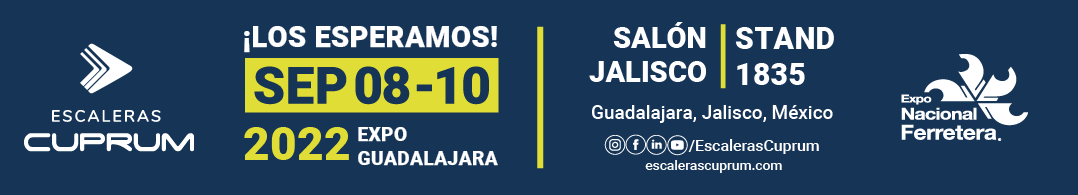 ESCALERAS
CUPRUM
¡LOS ESPERAMOS!
SEP 08-10
2022 EXPO
GUADALAJARA
SALÓN
JALISCO
STAND
1835
Guadalajara, Jalisco, México
/EscalerasCuprum
escalerascuprum.com
Expo
Nacional
Ferretera.